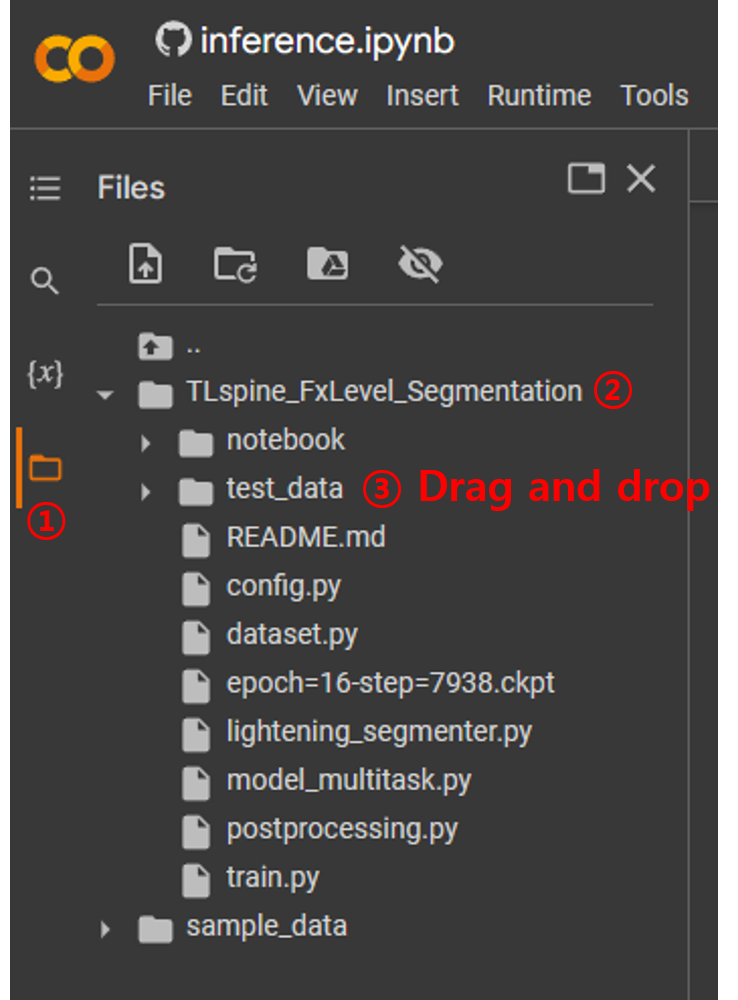 inference.ipynb
File Edit View Insert Runtime Tools
Files
..
{x}
TLspine_FxLevel_Segmentation ②
notebook
test_data ③ Drag and drop
①
README.md
config.py
dataset.py
epoch=16-step=7938.ckpt
lightening_segmenter.py
model_multitask.py
postprocessing.py
train.py
sample_data